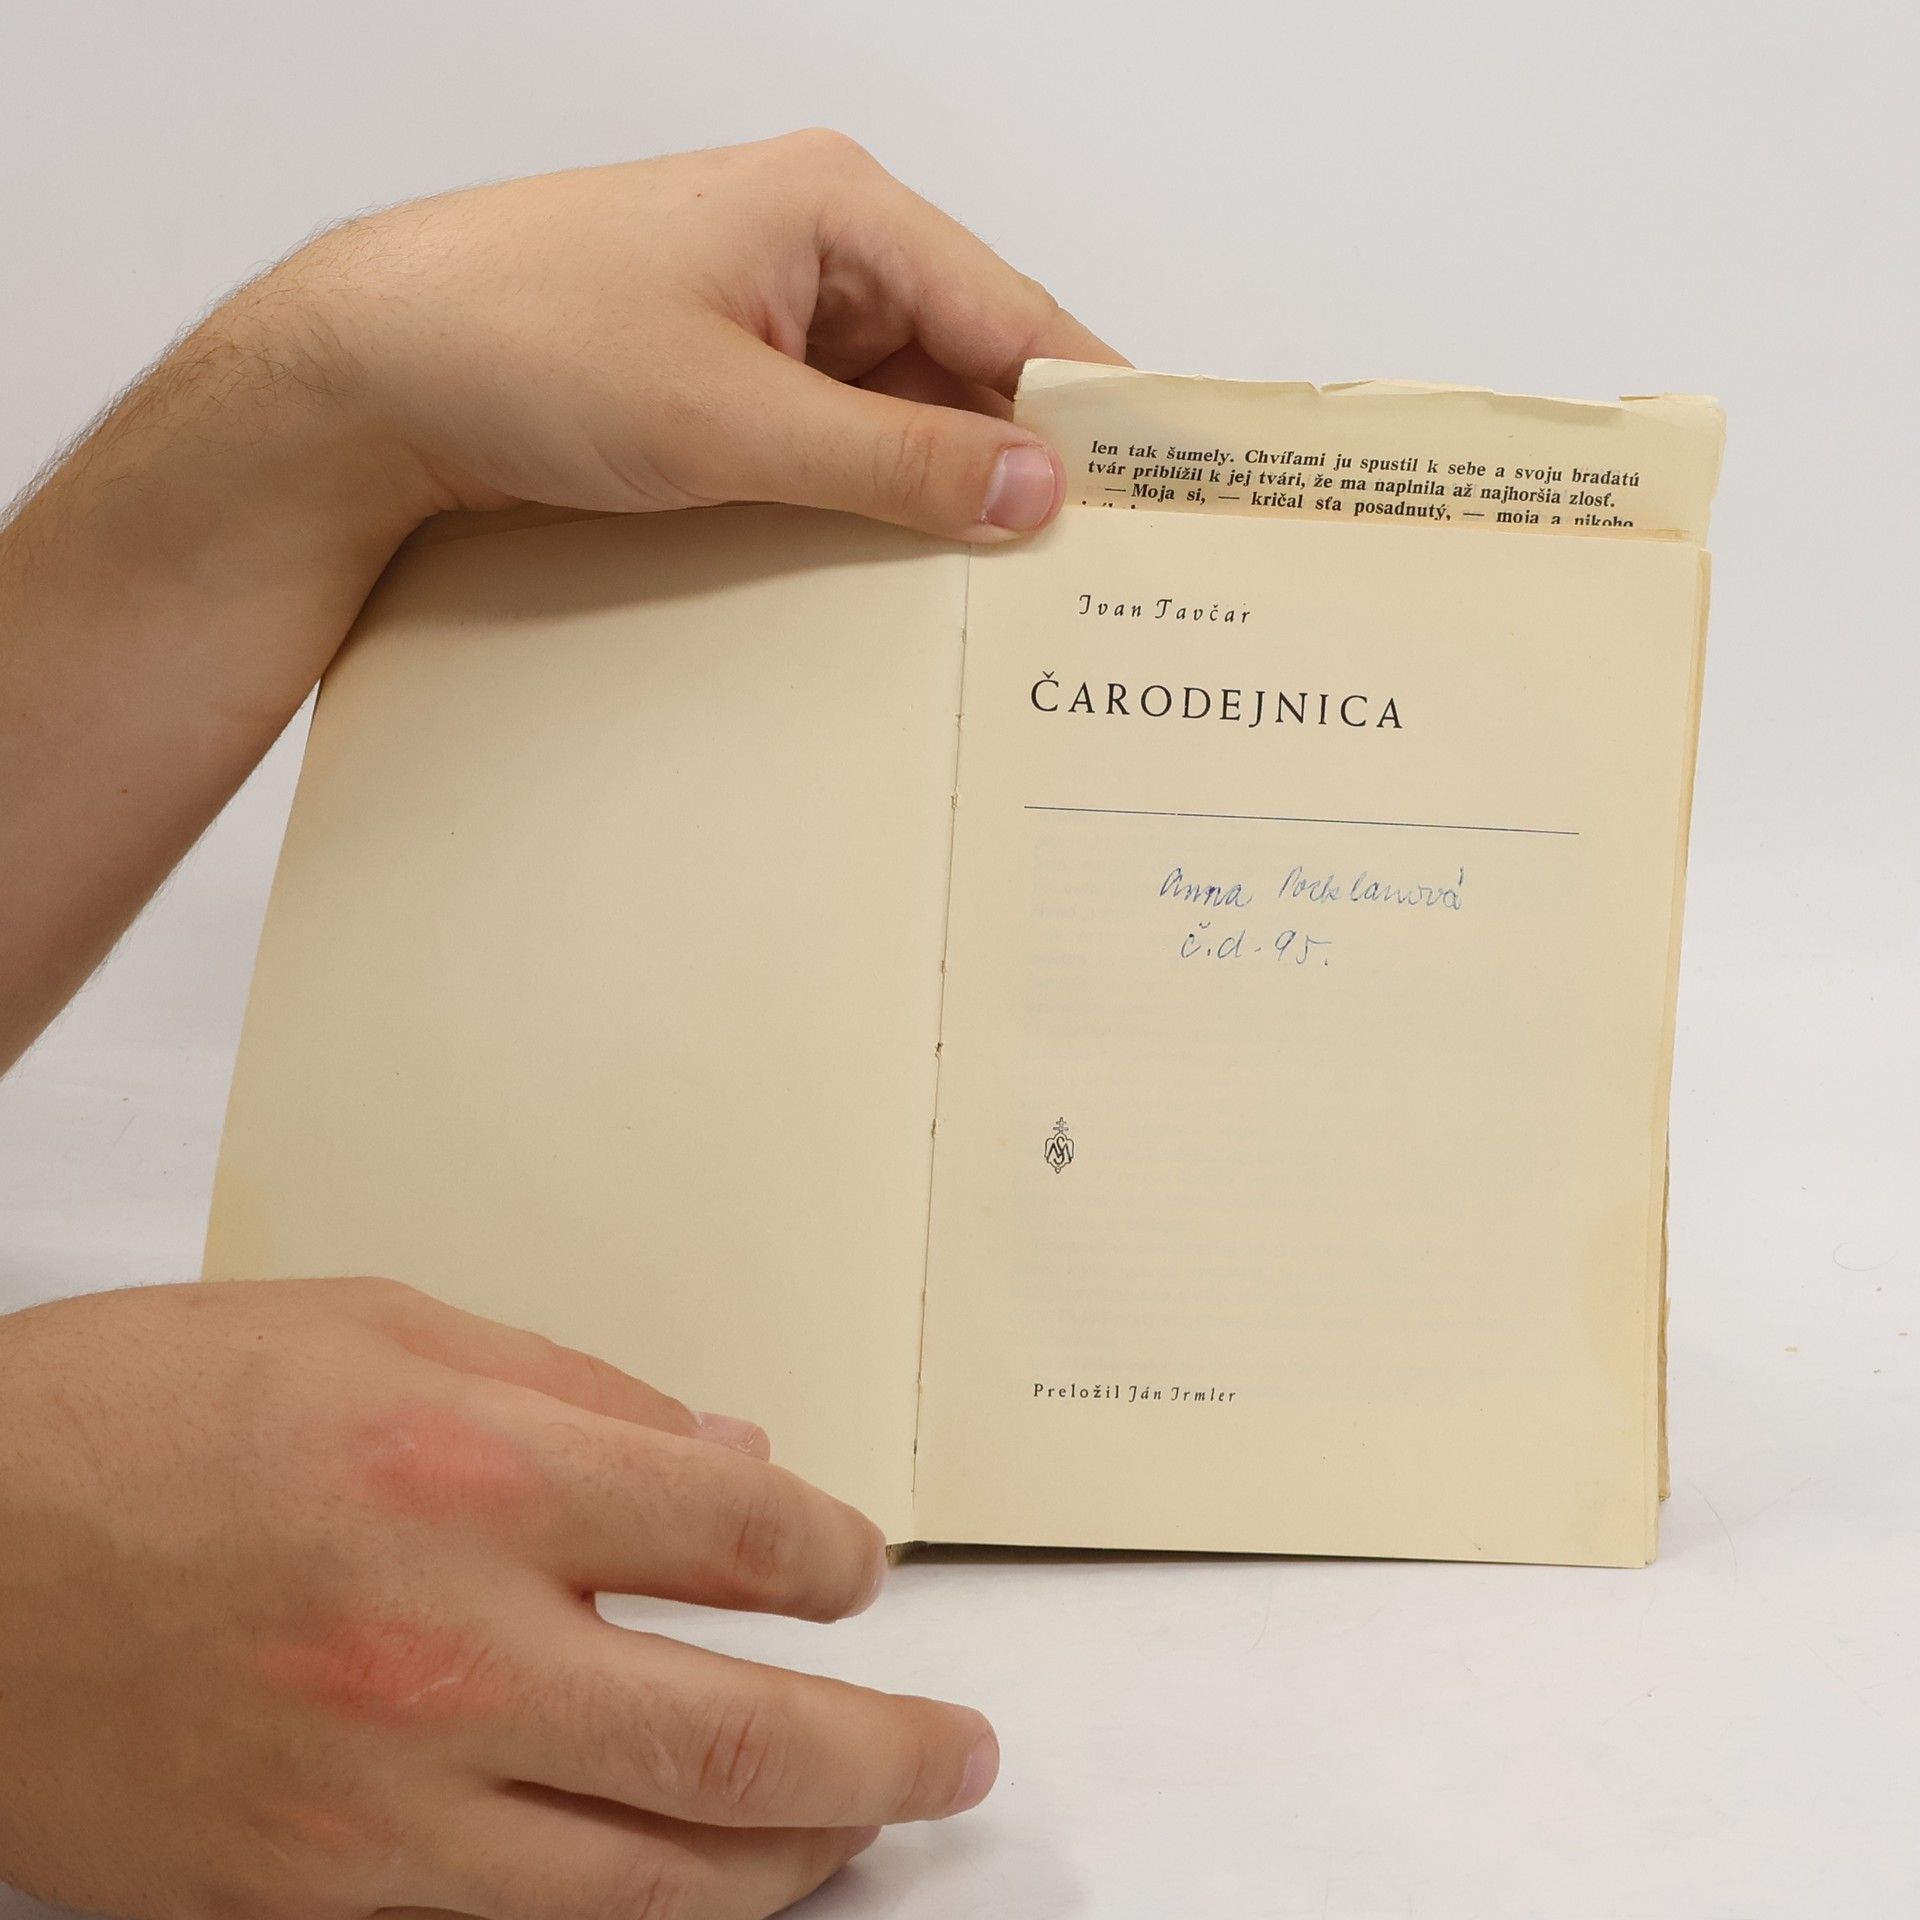 len tak šumely. Chvíľami ju spustil k sebe a svoju bradatú
tvár priblížil k jej tvári, že ma naplnila až najhoršia zlosť.
— Moja si, — kričal sťa posadnutý, — moja a nikoho
Ivan Tavčar
ČARODEJNICA
Anna
č.d. 95.
Preložil Ján Irmler